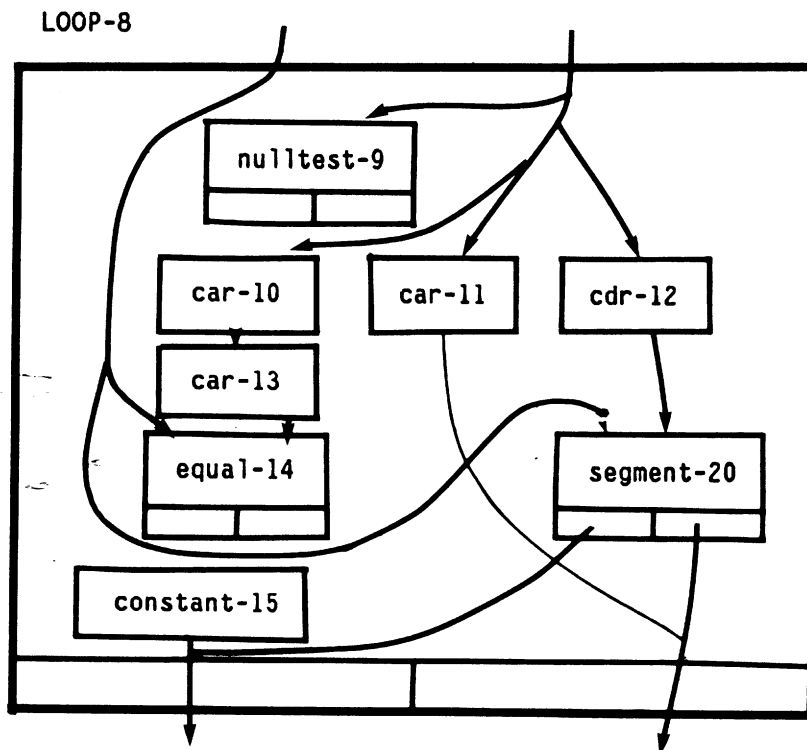 LOOP-8
nulltest-9
car-10
car-11
cdr-12
car-13
equal-14
segment-20
constant-15